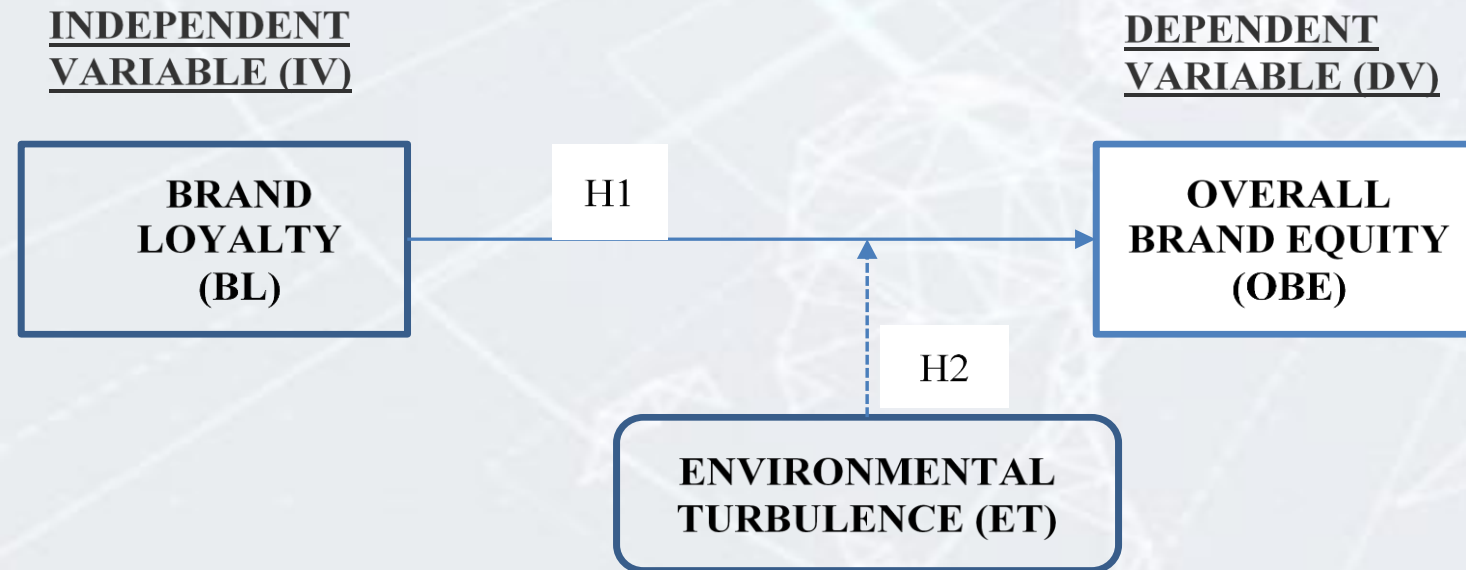 INDEPENDENT
VARIABLE (IV)
DEPENDENT
VARIABLE (DV)
BRAND
LOYALTY
(BL)
H1
OVERALL
BRAND EQUITY
(OBE)
H2
ENVIRONMENTAL
TURBULENCE (ET)